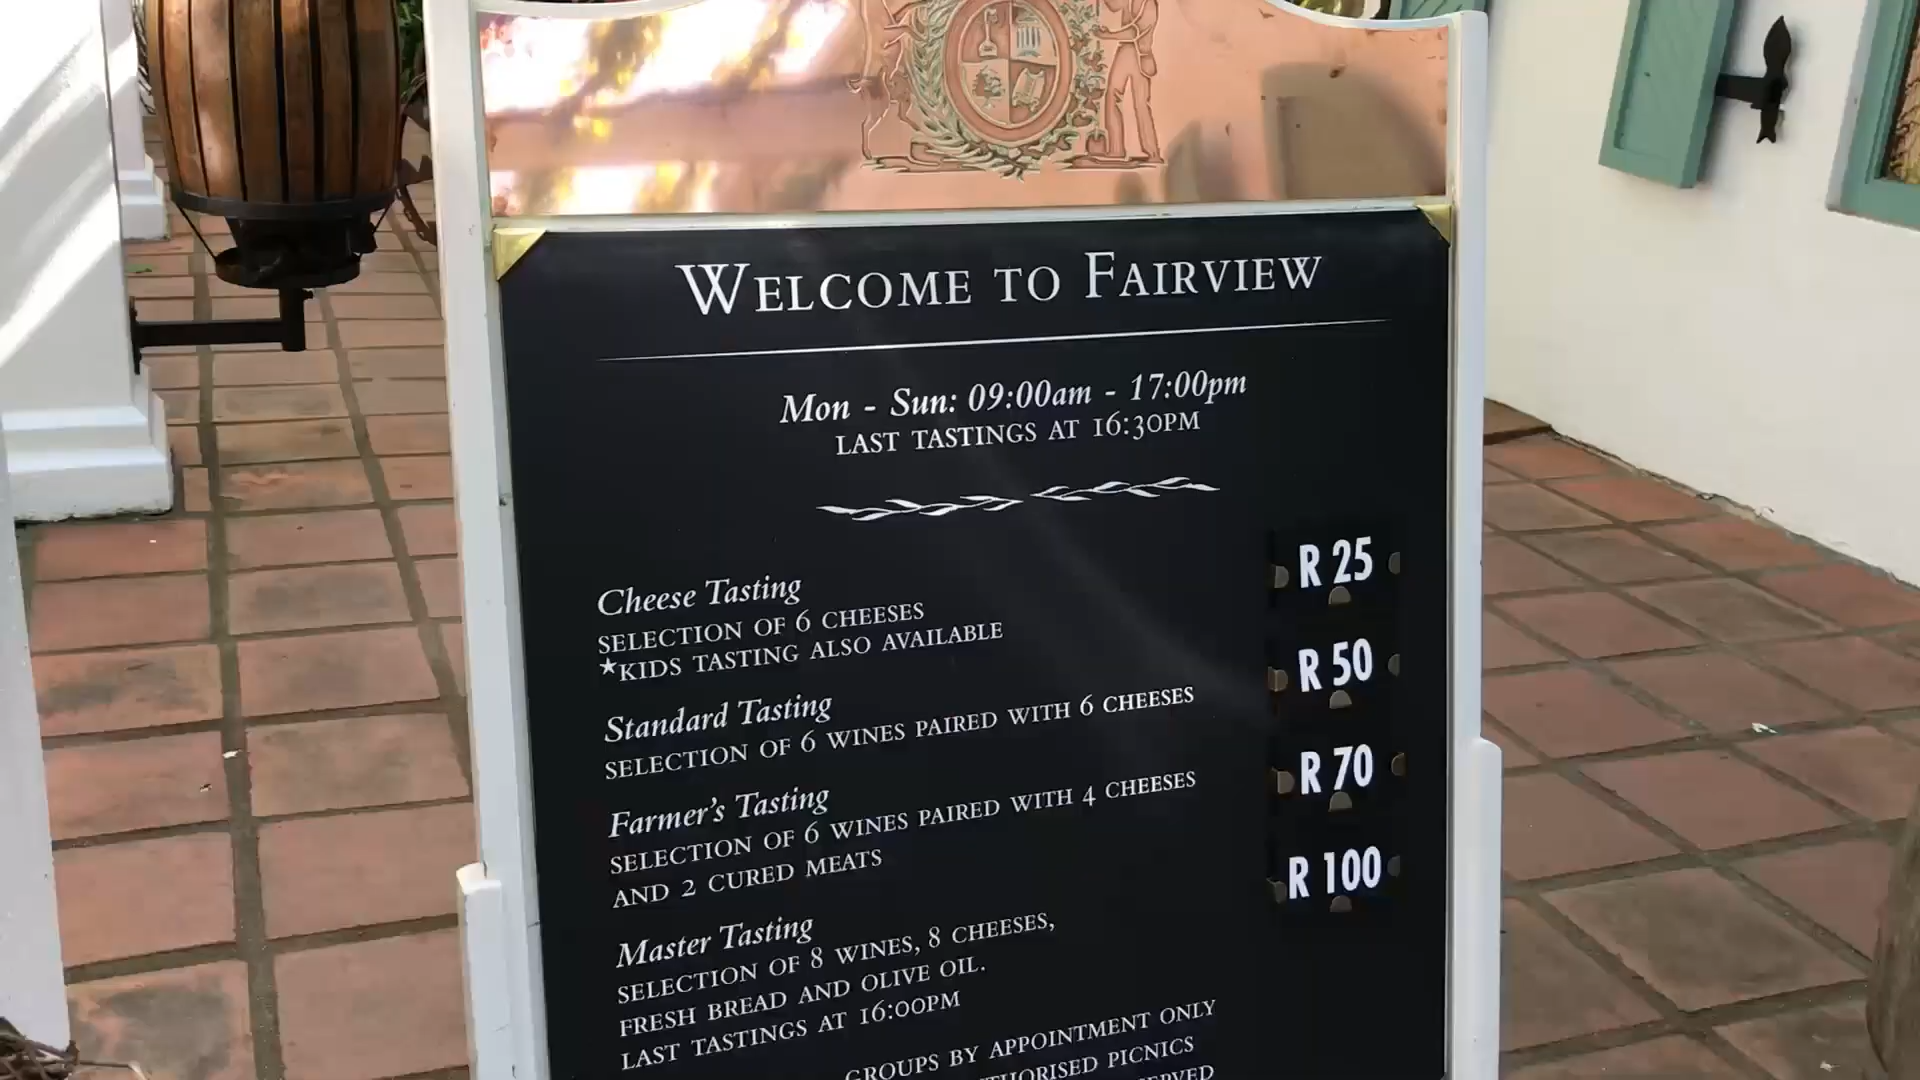 WELCOME TO FAIRVIEW
Mon - Sun: 09:00am - 17:00pm
LAST TASTINGS AT 16:30PM
Cheese Tasting
SELECTION OF 6 CHEESES
*KIDS TASTING ALSO AVAILABLE
R 25
Standard Tasting
SELECTION OF 6 WINES PAIRED WITH 6 CHEESES
R 50
Farmer's Tasting
SELECTION OF 6 WINES PAIRED WITH 4 CHEESES
AND 2 CURED MEATS
R 70
Master Tasting
SELECTION OF 8 WINES, 8 CHEESES,
FRESH BREAD AND OLIVE OIL.
LAST TASTINGS AT 16:00PM
R 100
GROUPS BY APPOINTMENT ONLY
PICNICS